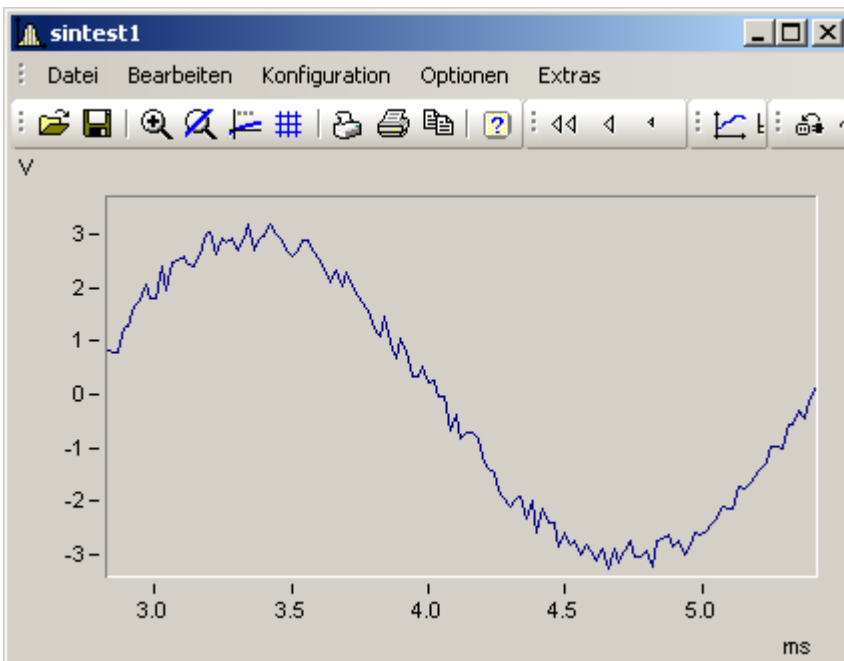 sintest1
Datei Bearbeiten Konfiguration Optionen Extras
?
V
3
2
1
0
-1
-2
-3
3.0 3.5 4.0 4.5 5.0
ms